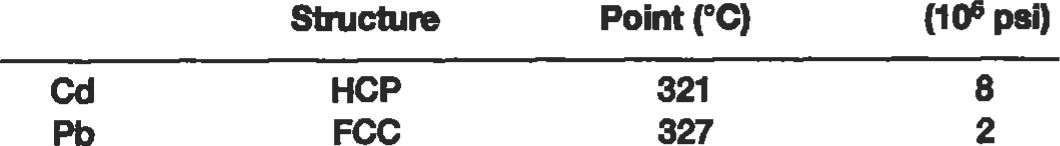 Structure Point (°C) (10⁶ psi)
Cd HCP 321 8
Pb FCC 327 2